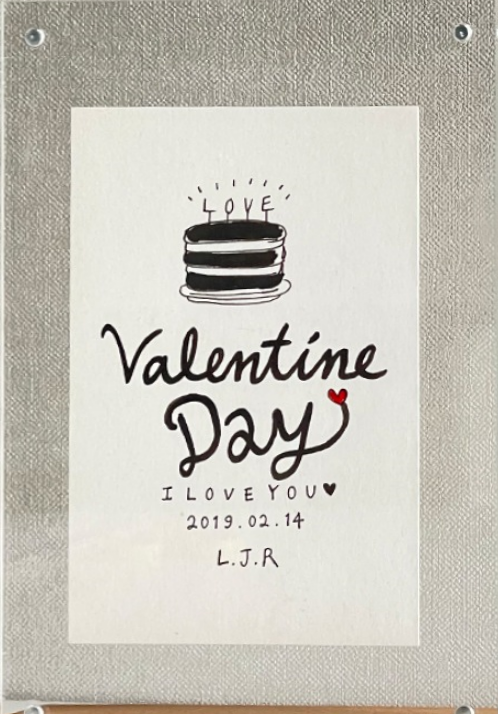 LOVE
Valentine
Day
I LOVE YOU♥
2019.02.14
L.J.R